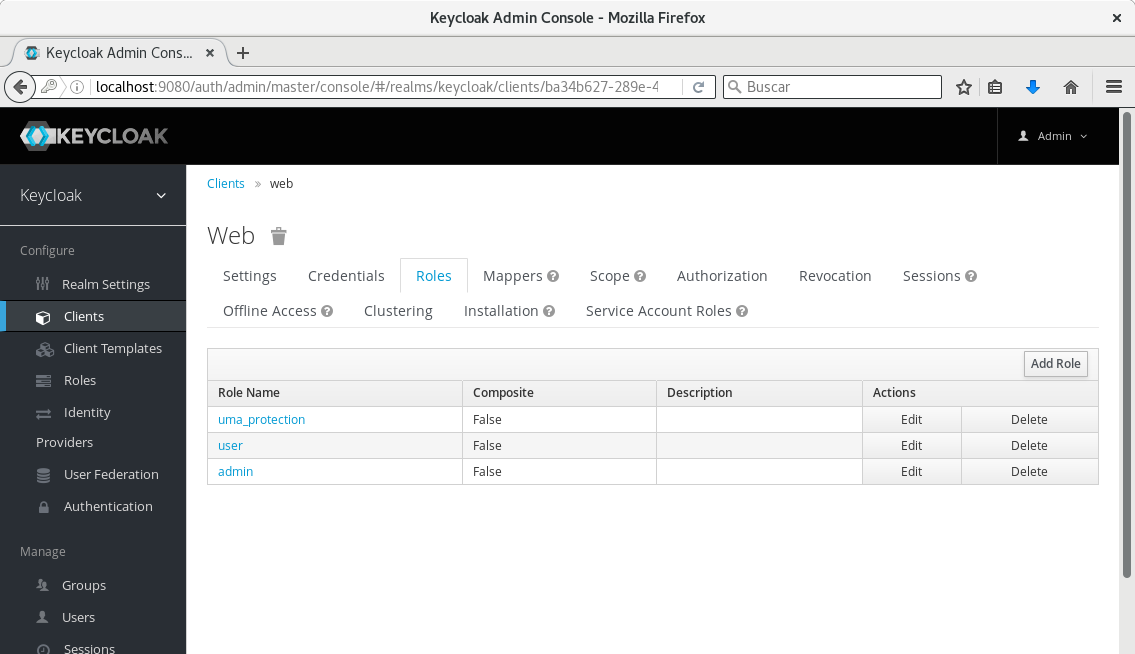 Keycloak Admin Console - Mozilla Firefox
Keycloak Admin Cons...
localhost:9080/auth/admin/master/console/#/realms/keycloak/clients/ba34b627-289e-4
Buscar
KEYCLOAK
Admin
Keycloak
Clients » web
Web
Configure
Realm Settings
Clients
Client Templates
Roles
Identity
Providers
User Federation
Authentication
Manage
Groups
Users
Sessions
Settings Credentials Roles Mappers Scope Authorization Revocation Sessions
Offline Access Clustering Installation Service Account Roles
Add Role
Role Name Composite Description Actions
uma_protection False Edit Delete
user False Edit Delete
admin False Edit Delete